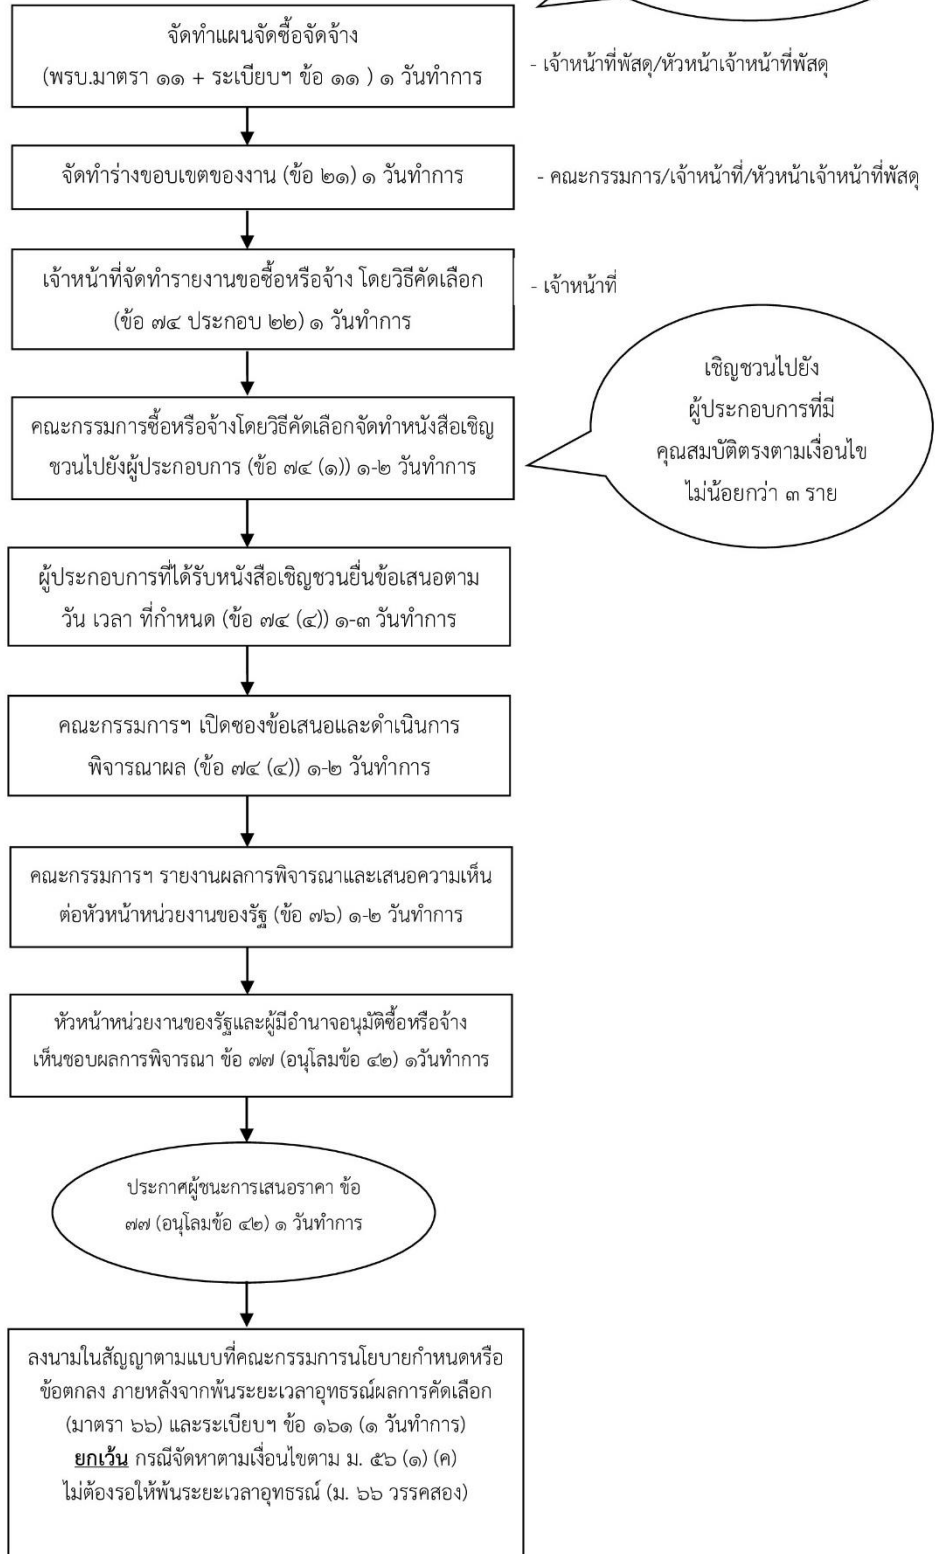 จัดทำแผนจัดซื้อจัดจ้าง
(พรบ.มาตรา ๑๑ + ระเบียบฯ ข้อ ๑๑ ) ๑ วันทำการ
- เจ้าหน้าที่พัสดุ/หัวหน้าเจ้าหน้าที่พัสดุ
จัดทำร่างขอบเขตของงาน (ข้อ ๒๑) ๑ วันทำการ
- คณะกรรมการ/เจ้าหน้าที่/หัวหน้าเจ้าหน้าที่พัสดุ
เจ้าหน้าที่จัดทำรายงานขอซื้อหรือจ้าง โดยวิธีคัดเลือก
(ข้อ ๗๔ ประกอบ ๒๒) ๑ วันทำการ
- เจ้าหน้าที่
คณะกรรมการซื้อหรือจ้างโดยวิธีคัดเลือกจัดทำหนังสือเชิญ
ชวนไปยังผู้ประกอบการ (ข้อ ๗๔ (๑)) ๑-๒ วันทำการ
เชิญชวนไปยัง
ผู้ประกอบการที่มี
คุณสมบัติตรงตามเงื่อนไข
ไม่น้อยกว่า ๓ ราย
ผู้ประกอบการที่ได้รับหนังสือเชิญชวนยื่นข้อเสนอตาม
วัน เวลา ที่กำหนด (ข้อ ๗๔ (๔)) ๑-๓ วันทำการ
คณะกรรมการฯ เปิดซองข้อเสนอและดำเนินการ
พิจารณาผล (ข้อ ๗๔ (๔)) ๑-๒ วันทำการ
คณะกรรมการฯ รายงานผลการพิจารณาและเสนอความเห็น
ต่อหัวหน้าหน่วยงานของรัฐ (ข้อ ๗๖) ๑-๒ วันทำการ
หัวหน้าหน่วยงานของรัฐและผู้มีอำนาจอนุมัติซื้อหรือจ้าง
เห็นชอบผลการพิจารณา ข้อ ๗๗ (อนุโลมข้อ ๔๒) ๑วันทำการ
ประกาศผู้ชนะการเสนอราคา ข้อ
๗๗ (อนุโลมข้อ ๔๒) ๑ วันทำการ
ลงนามในสัญญาตามแบบที่คณะกรรมการนโยบายกำหนดหรือ
ข้อตกลง ภายหลังจากพ้นระยะเวลาอุทธรณ์ผลการคัดเลือก
(มาตรา ๖๖) และระเบียบฯ ข้อ ๑๖๑ (๑ วันทำการ)
ยกเว้น กรณีจัดหาตามเงื่อนไขตาม ม. ๕๖ (๑) (ค)
ไม่ต้องรอให้พ้นระยะเวลาอุทธรณ์ (ม. ๖๖ วรรคสอง)